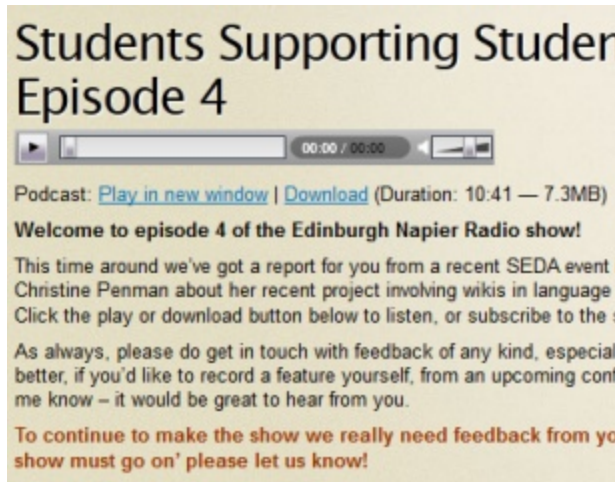 Students Supporting Studen
Episode 4
00:00 / 00:00
Podcast: Play in new window | Download (Duration: 10:41 — 7.3MB)
Welcome to episode 4 of the Edinburgh Napier Radio show!
This time around we've got a report for you from a recent SEDA event
Christine Penman about her recent project involving wikis in language
Click the play or download button below to listen, or subscribe to the
As always, please do get in touch with feedback of any kind, especial
better, if you'd like to record a feature yourself, from an upcoming conf
me know – it would be great to hear from you.
To continue to make the show we really need feedback from yo
show must go on' please let us know!